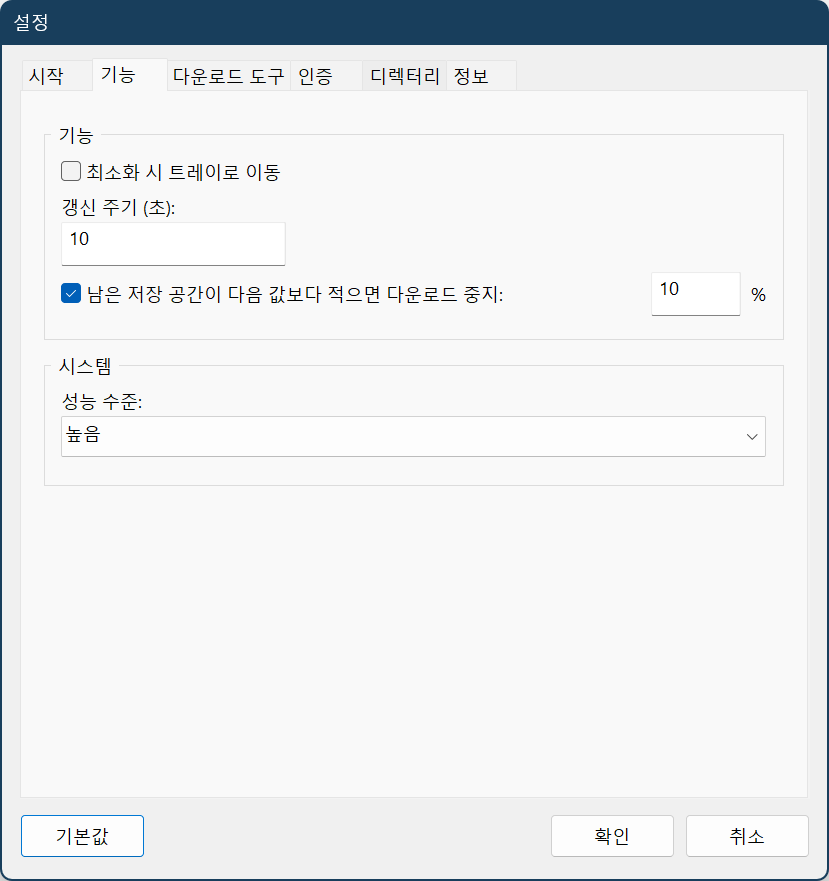 설정
시작 기능 다운로드 도구 인증 디렉터리 정보
기능
최소화 시 트레이로 이동
갱신 주기 (초):
10
남은 저장 공간이 다음 값보다 적으면 다운로드 중지: 10 %
시스템
성능 수준:
높음
기본값 확인 취소